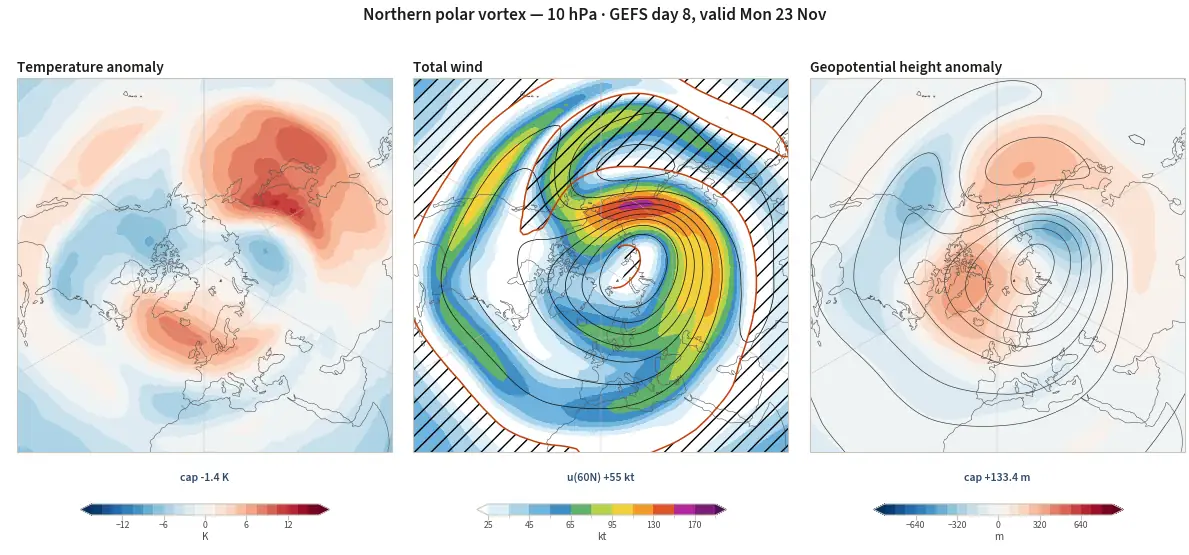 Northern polar vortex — 10 hPa · GEFS day 8, valid Mon 23 Nov
Temperature anomaly
Total wind
Geopotential height anomaly
cap -1.4 K
u(60N) +55 kt
cap +133.4 m
−12 −6 0 6 12
K
25 45 65 95 130 170
kt
−640 −320 0 320 640
m